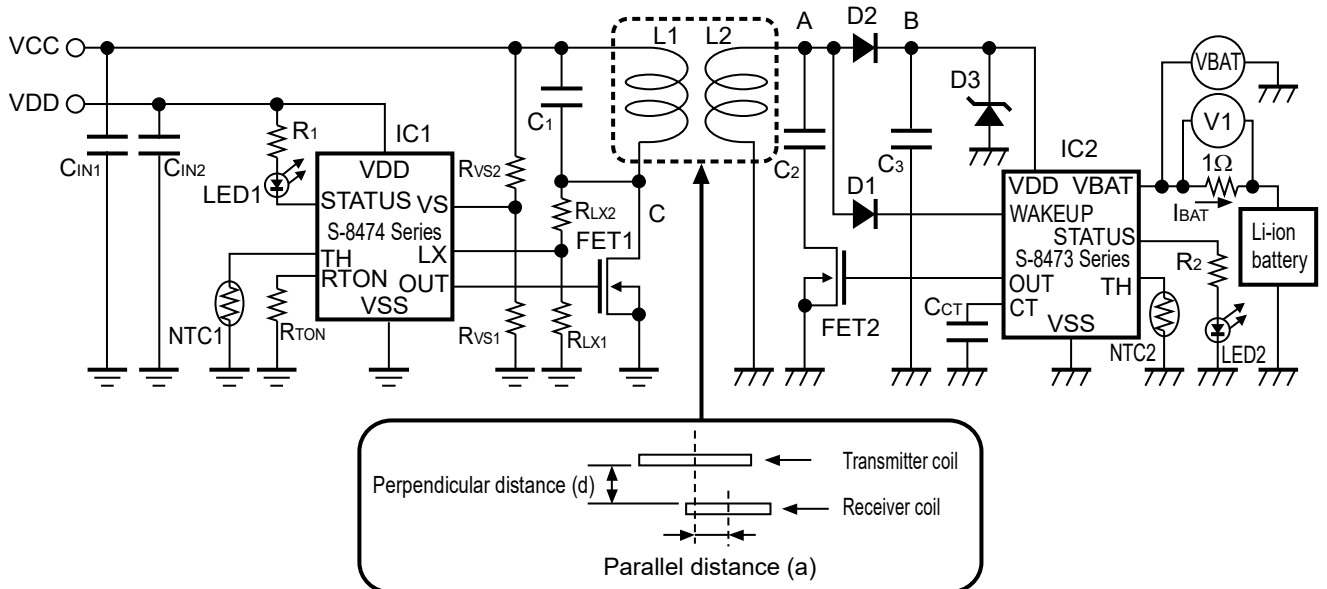 A
D2
B
VCC
L1
L2
VBAT
VDD
D3
V1
R1
IC1
C1
IC2
1Ω
CIN1
CIN2
VDD
RVS2
C2
C3
VDD
VBAT
LED1
STATUS
VS
RLX2
C
D1
WAKEUP
IBAT
S-8474 Series
FET1
STATUS
Li-ion
battery
TH
LX
S-8473 Series
R2
RTON
OUT
OUT
TH
VSS
CCT
CT
FET2
VSS
NTC1
RTON
RVS1
RLX1
NTC2
LED2
Transmitter coil
Perpendicular distance (d)
Receiver coil
Parallel distance (a)